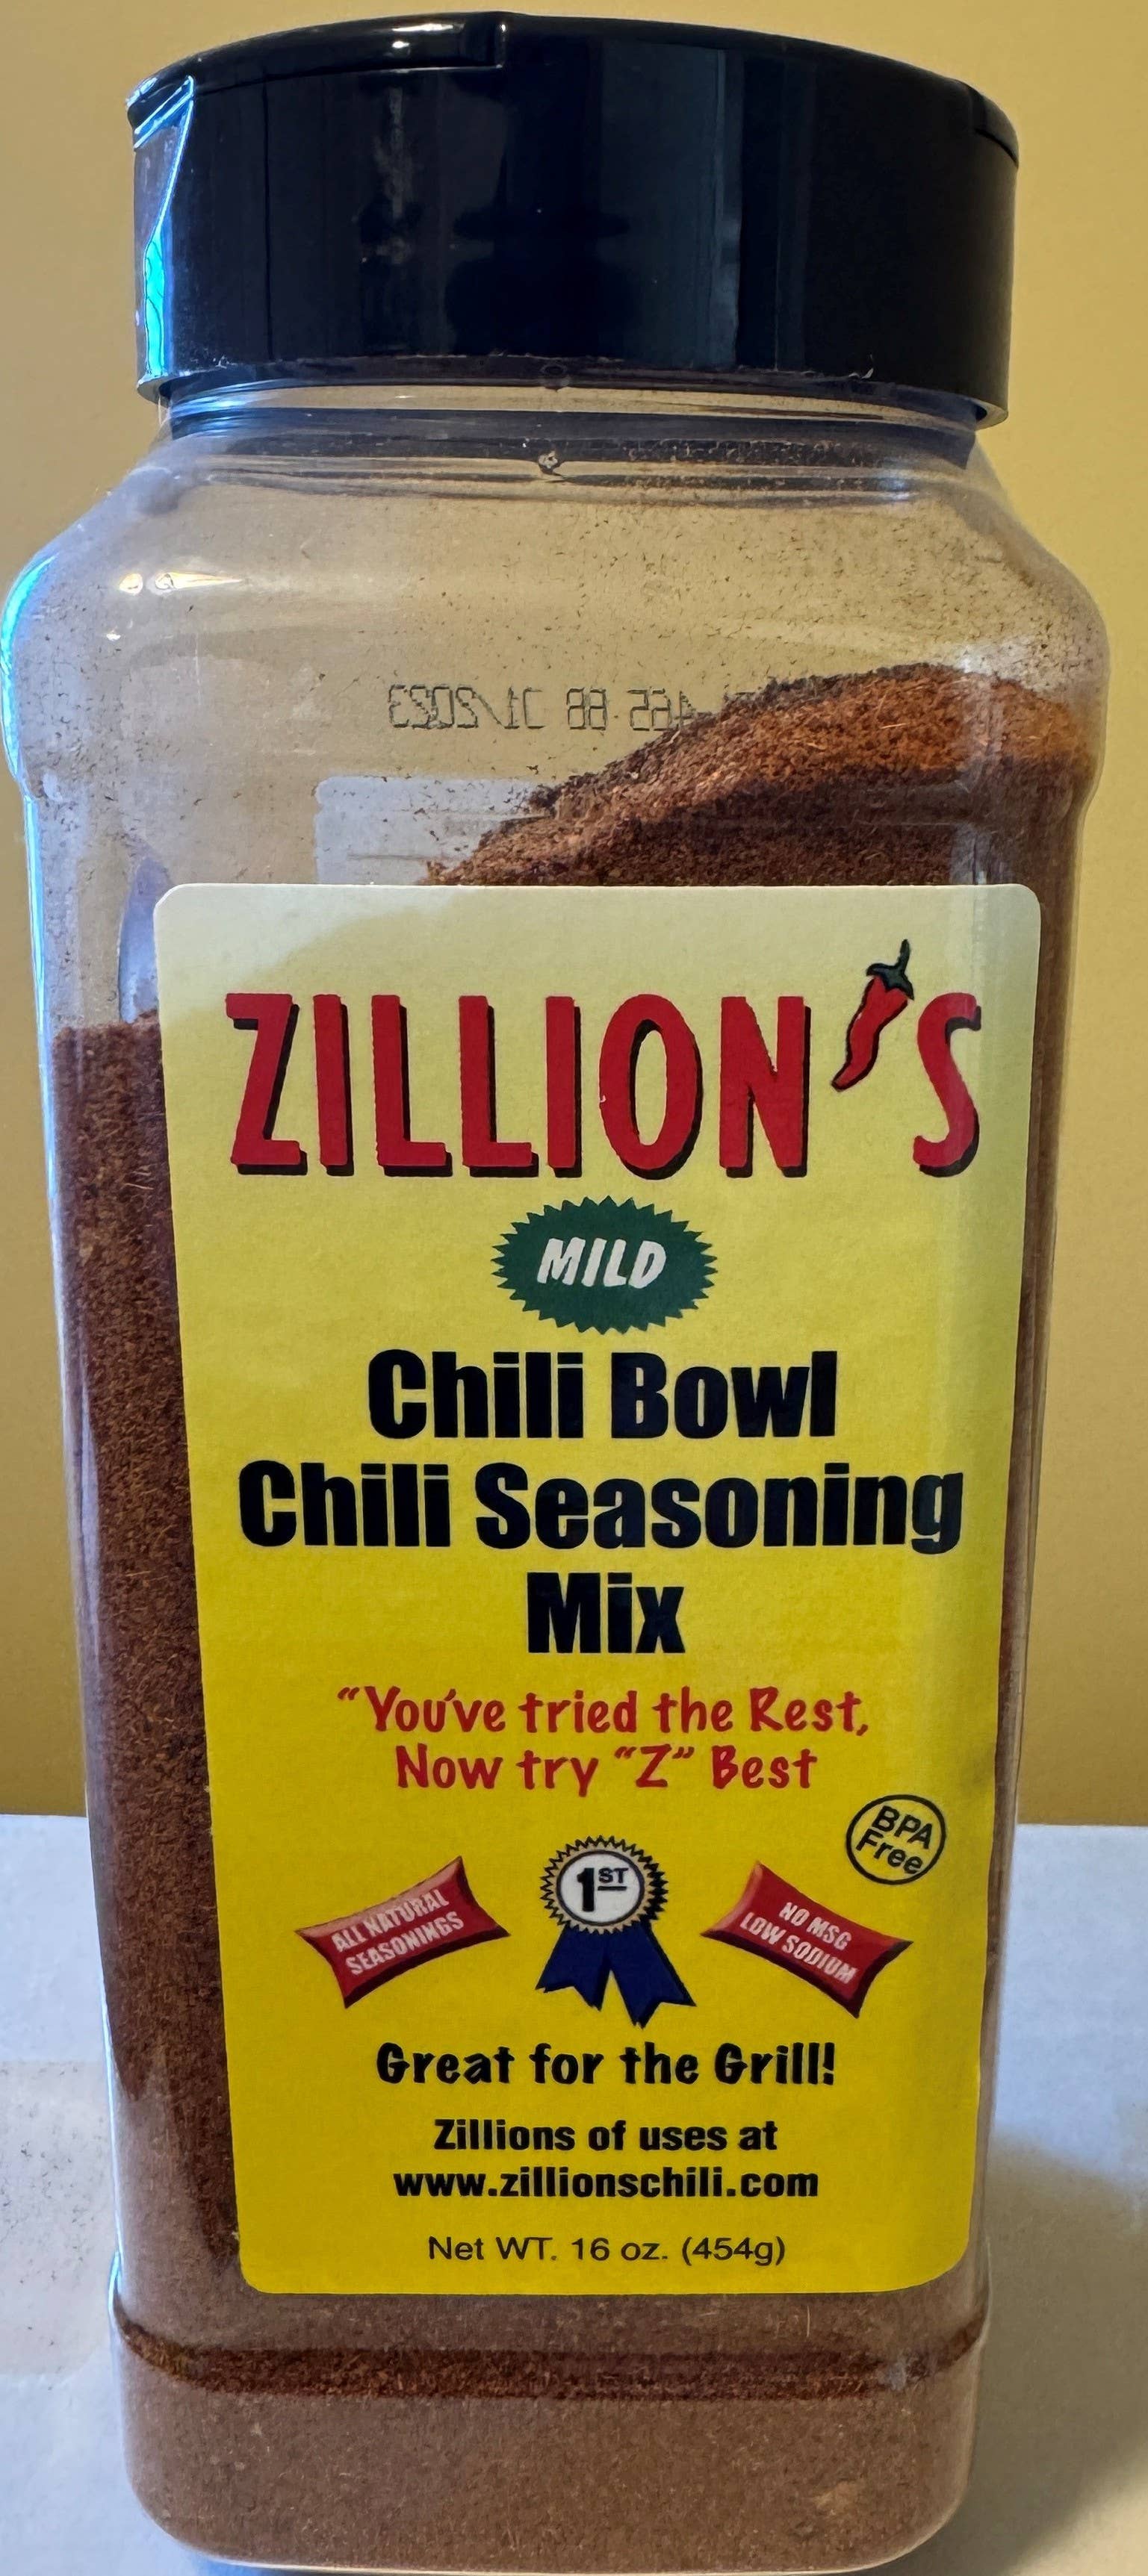 ZILLION'S
MILD
Chili Bowl
Chili Seasoning
Mix
"You've tried the Rest,
Now try "Z" Best
BPA
Free
ALL NATURAL
SEASONINGS
1ST
NO MSG
LOW SODIUM
Great for the Grill!
Zillions of uses at
www.zillionschili.com
Net WT. 16 oz. (454g)